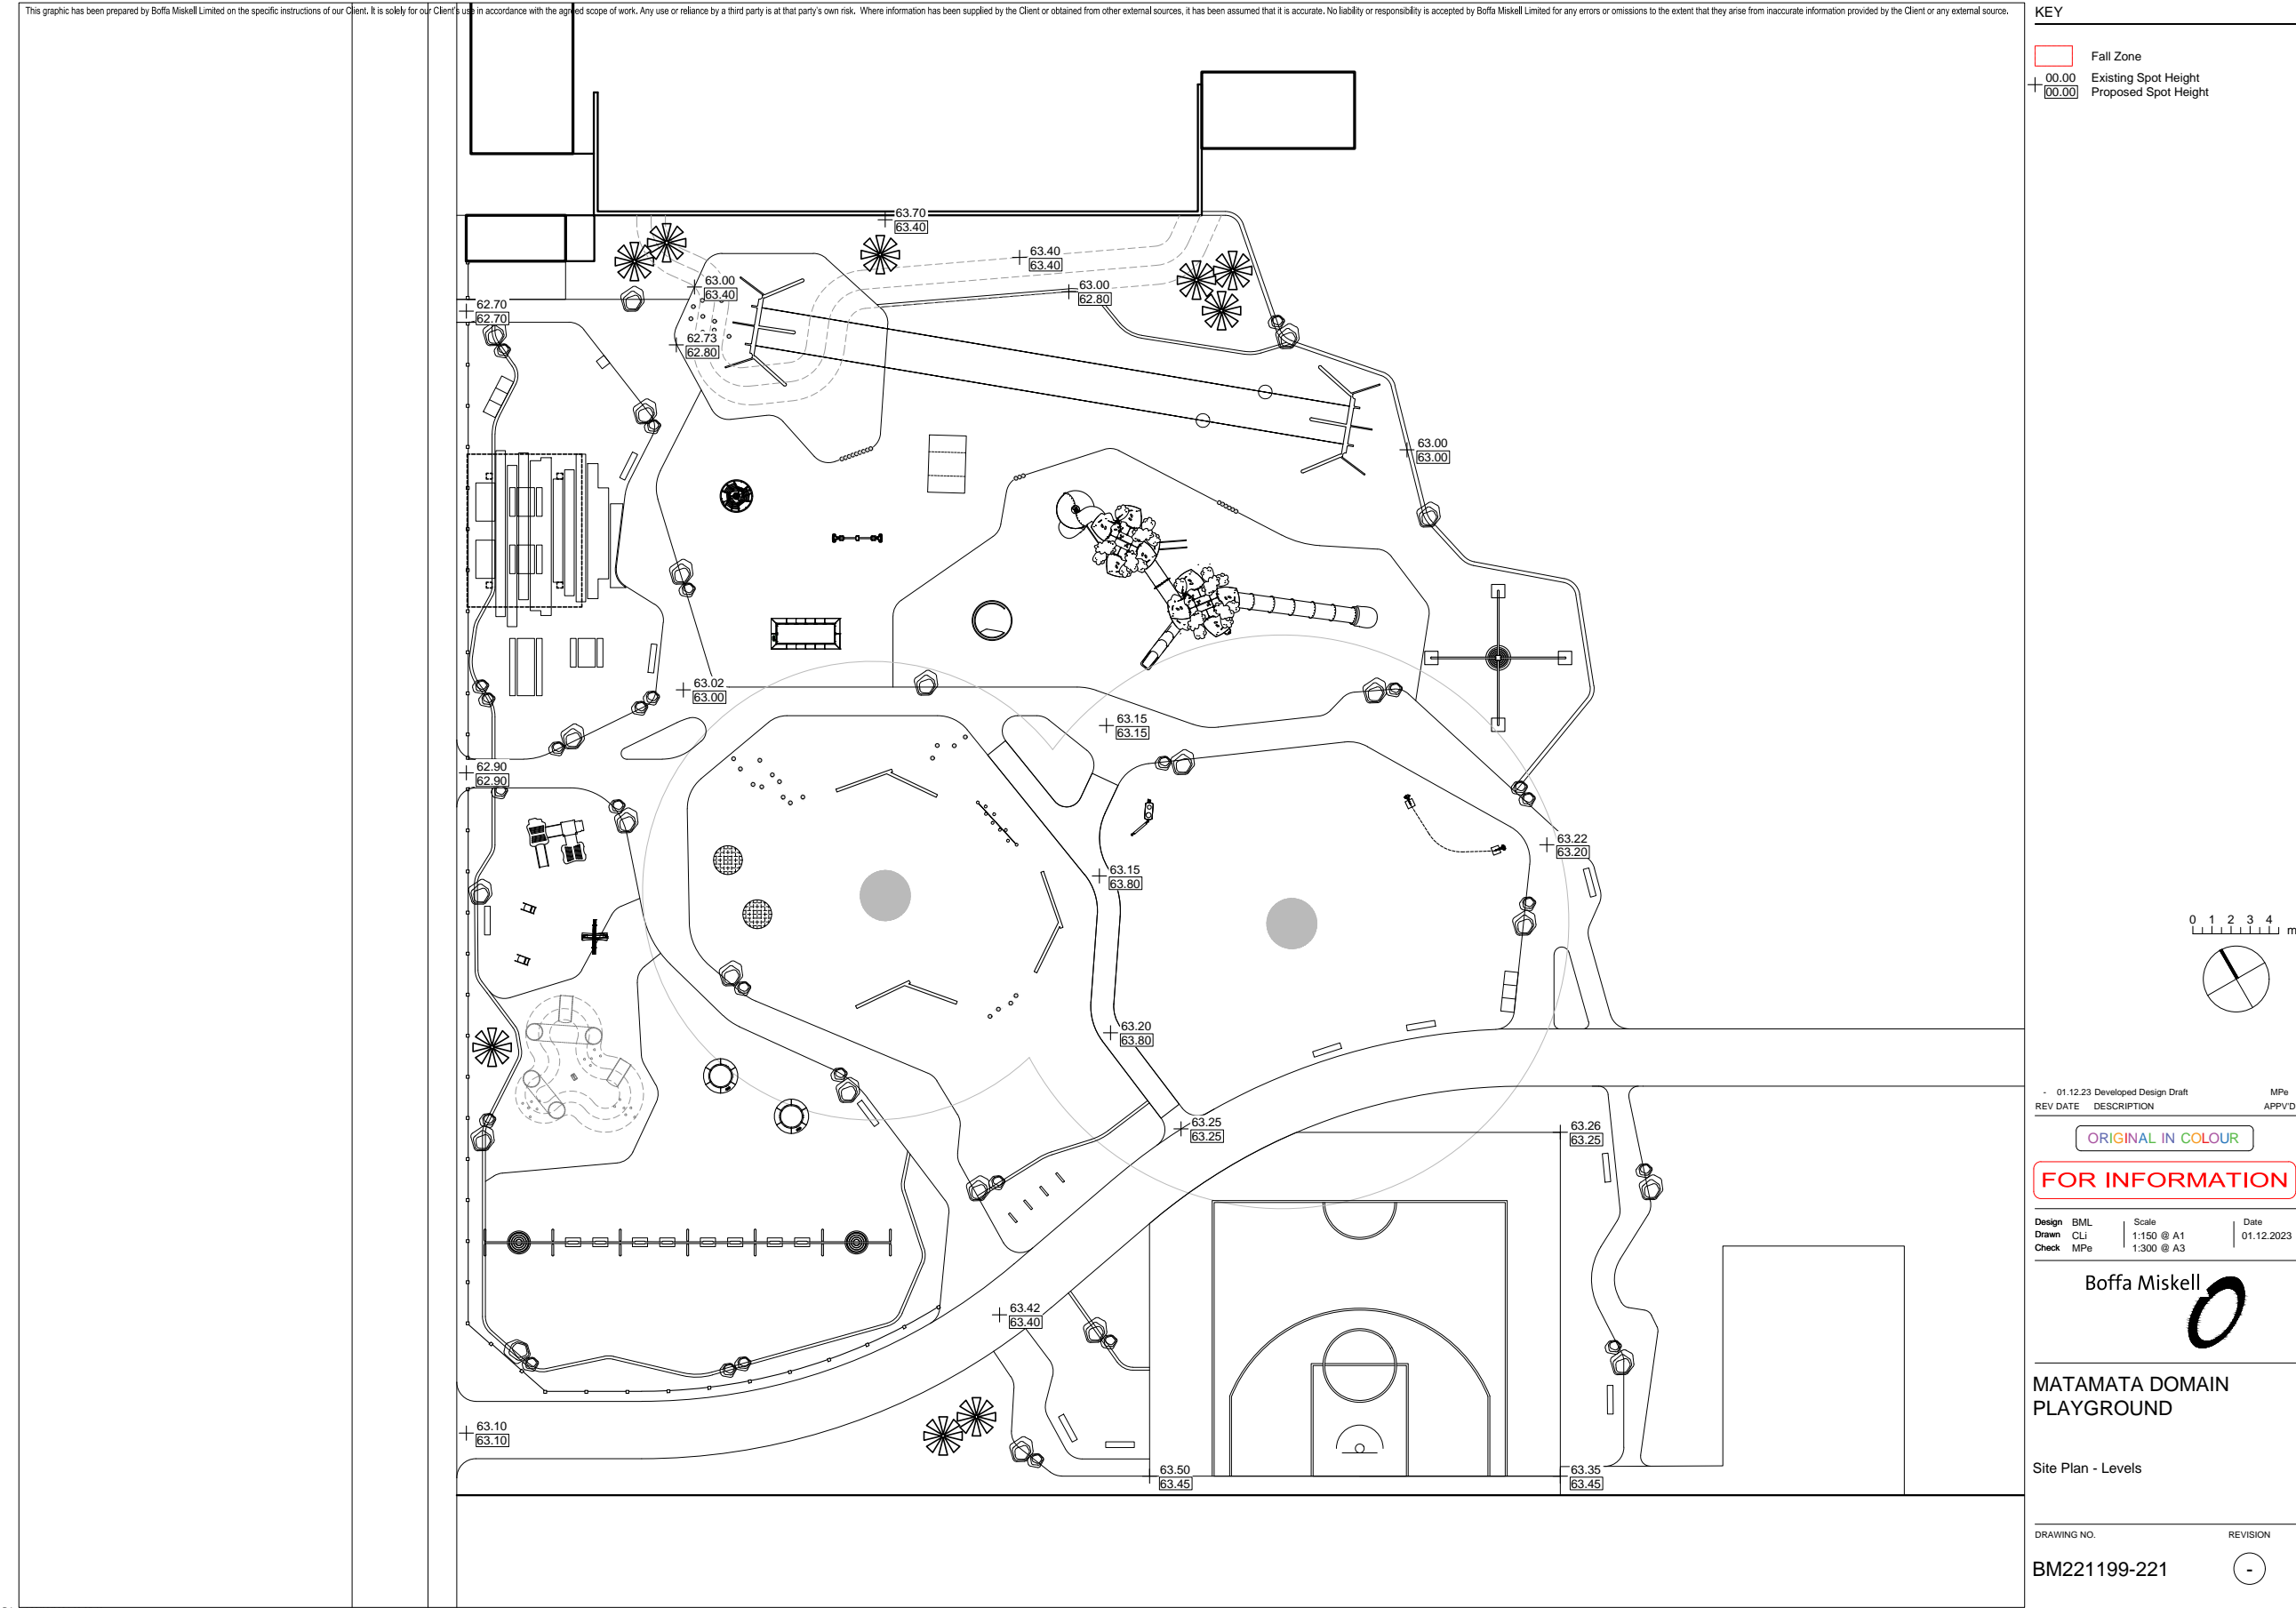 This graphic has been prepared by Boffa Miskell Limited on the specific instructions of our Client. It is solely for our Client's use in accordance with the agreed scope of work. Any use or reliance by a third party is at that party's own risk. Where information has been supplied by the Client or obtained from other external sources, it has been assumed that it is accurate. No liability or responsibility is accepted by Boffa Miskell Limited for any errors or omissions to the extent that they arise from inaccurate information provided by the Client or any external source.
KEY
Fall Zone
00.00 Existing Spot Height
00.00 Proposed Spot Height
63.70
63.40
63.40
63.40
63.00
63.40
63.00
62.80
62.70
62.70
62.73
62.80
63.00
63.00
63.02
63.00
63.15
63.15
62.90
62.90
63.22
63.20
63.15
63.80
63.20
63.80
63.25
63.25
63.26
63.25
63.42
63.40
63.10
63.10
63.50
63.45
63.35
63.45
0 1 2 3 4
m
- 01.12.23 Developed Design Draft MPe
REV DATE DESCRIPTION APPV'D
ORIGINAL IN COLOUR
FOR INFORMATION
Design BML Scale Date
Drawn CLi 1:150 @ A1 01.12.2023
Check MPe 1:300 @ A3
Boffa Miskell
MATAMATA DOMAIN
PLAYGROUND
Site Plan - Levels
DRAWING NO. REVISION
BM221199-221 -